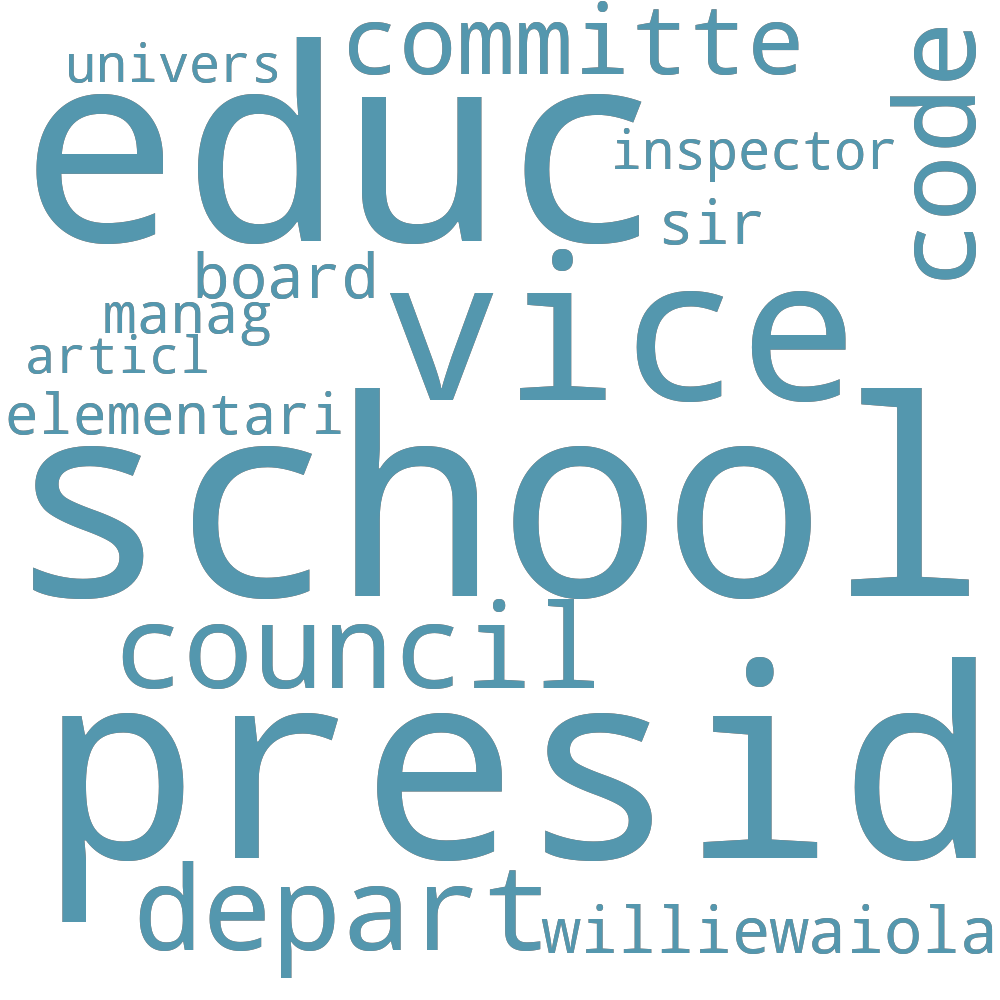 committe
univers
educ
code
inspector
sir
board
vice
manag
articl
elementari
school
council
presid
depart
williewaiola